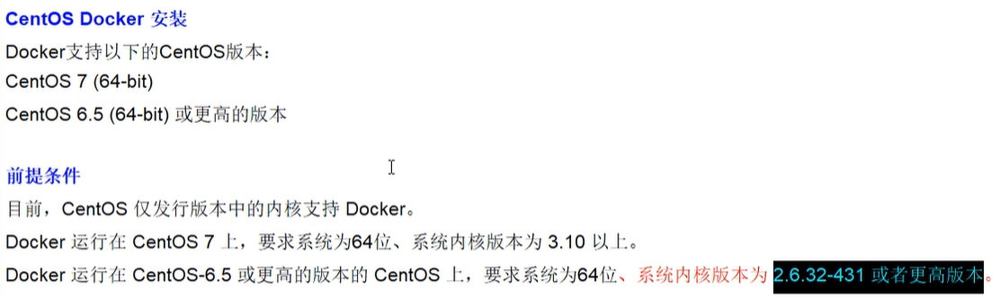 CentOS Docker 安装
Docker支持以下的CentOS版本：
CentOS 7 (64-bit)
CentOS 6.5 (64-bit) 或更高的版本
前提条件
目前，CentOS 仅发行版本中的内核支持 Docker。
Docker 运行在 CentOS 7 上，要求系统为64位、系统内核版本为 3.10 以上。
Docker 运行在 CentOS-6.5 或更高的版本的 CentOS 上，要求系统为64位、系统内核版本为 2.6.32-431 或者更高版本。